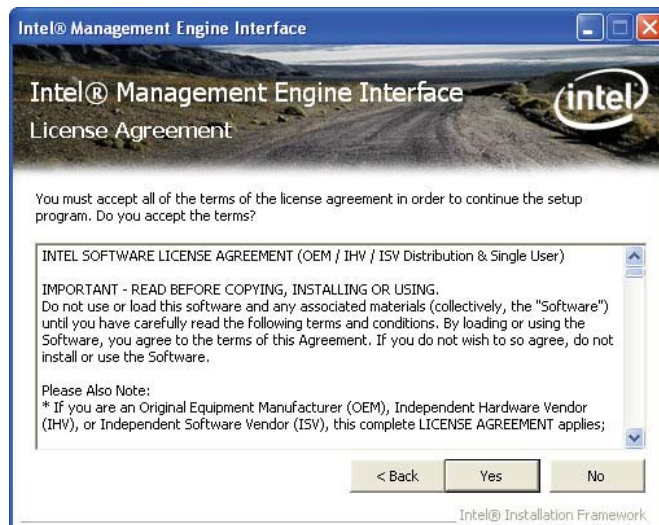 Intel® Management Engine Interface
Intel® Management Engine Interface
intel
License Agreement
You must accept all of the terms of the license agreement in order to continue the setup
program. Do you accept the terms?
INTEL SOFTWARE LICENSE AGREEMENT (OEM / IHV / ISV Distribution & Single User)
IMPORTANT - READ BEFORE COPYING, INSTALLING OR USING.
Do not use or load this software and any associated materials (collectively, the "Software")
until you have carefully read the following terms and conditions. By loading or using the
Software, you agree to the terms of this Agreement. If you do not wish to so agree, do not
install or use the Software.
Please Also Note:
* If you are an Original Equipment Manufacturer (OEM), Independent Hardware Vendor
(IHV), or Independent Software Vendor (ISV), this complete LICENSE AGREEMENT applies;
< Back
Yes
No
Intel® Installation Framework